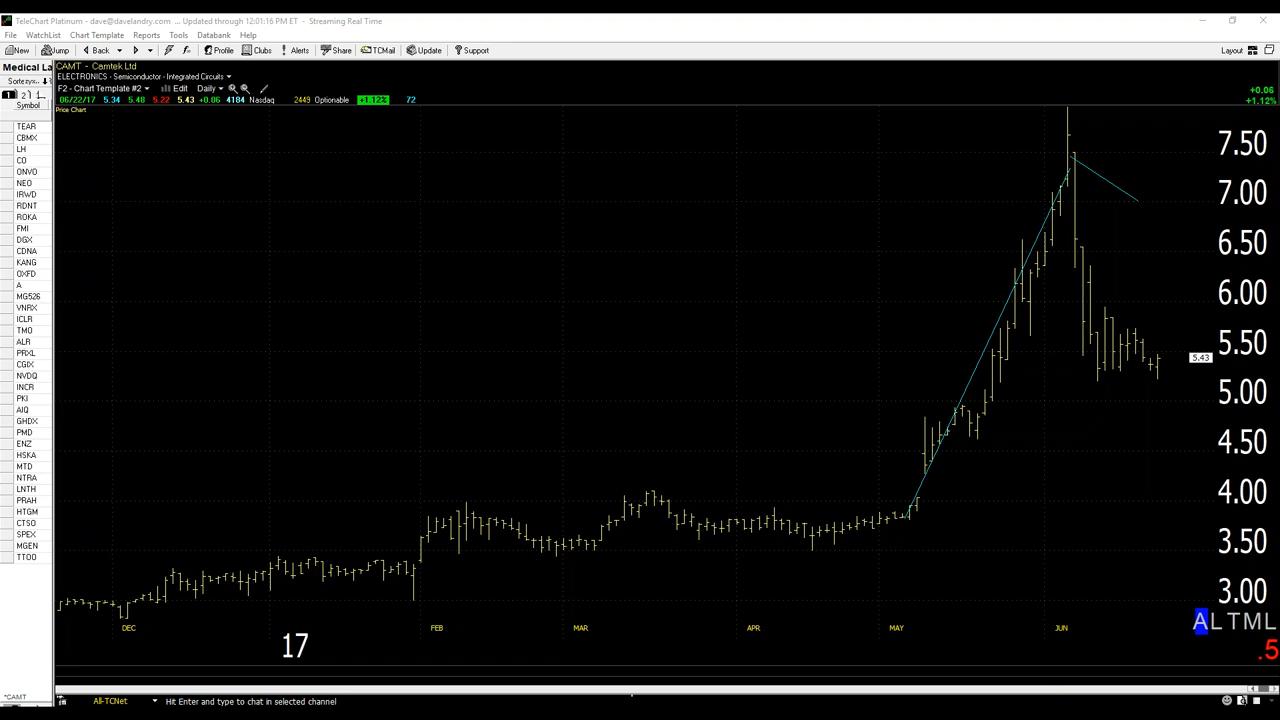 TeleChart Platinum - dave@davelandry.com ... Updated through 12:01:16 PM ET - Streaming Real Time
File WatchList Chart Template Reports Tools Databank Help
New Jump Back Profile Clubs Alerts Share TCMail Update Support Layout
Medical La CAMT - Camtek Ltd
ELECTRONICS - Semiconductor - Integrated Circuits
F2 - Chart Template #2 Edit Daily
1 2
06/22/17 5.34 5.48 5.22 5.43 +0.06 4184 Nasdaq 2449 Optionable +1.12% 72
+0.06
+1.12%
Price Chart
Symbol
TEAR
CBMX
LH
CO
ONVO
NEO
IRWD
RDNT
ROKA
FMI
DGX
CDNA
KANG
OXFD
A
MG526
VNRX
ICLR
TMO
ALR
PRXL
CGIX
NVDQ
INCR
PKI
AIQ
GHDX
PMD
ENZ
HSKA
MTD
NTRA
LNTH
PRAH
HTGM
CTSO
SPEX
MGEN
TTOO
7.50
7.00
6.50
6.00
5.50
5.43
5.00
4.50
4.00
3.50
3.00
ALTML
DEC 17 FEB MAR APR MAY JUN
.5
*CAMT
All-TCNet Hit Enter and type to chat in selected channel